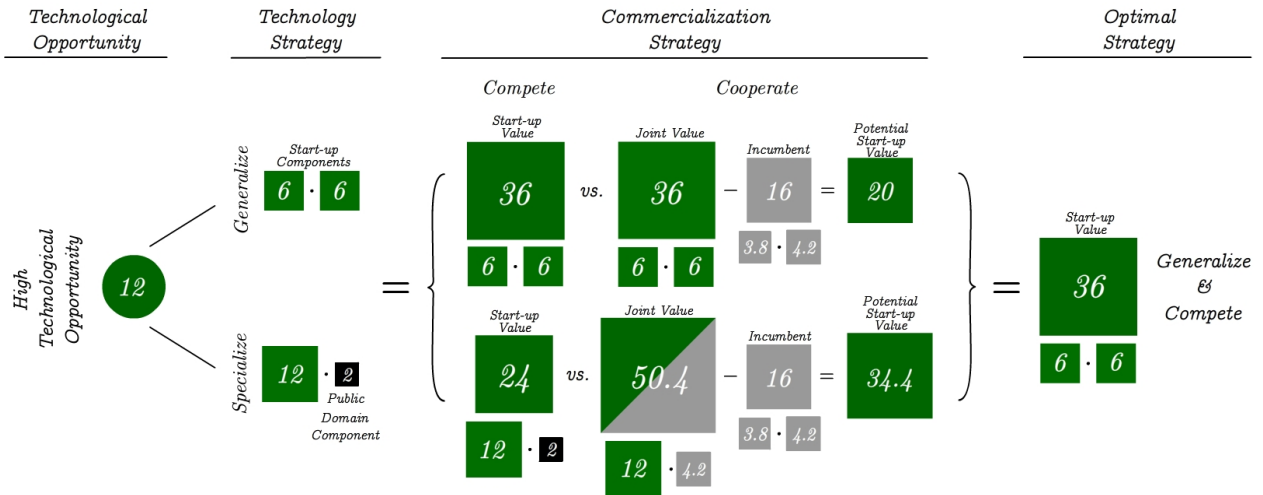 Technological
Opportunity
Technology
Strategy
Commercialization
Strategy
Optimal
Strategy
Compete
Cooperate
High
Technological
Opportunity
12
Generalize
Start-up
Components
6 · 6
Specialize
12 · 2
Public
Domain
Component
=
Start-up
Value
36
6 · 6
vs.
Joint Value
36
6 · 6
−
Incumbent
16
3.8 · 4.2
=
Potential
Start-up
Value
20
Start-up
Value
24
12 · 2
vs.
Joint Value
50.4
12 · 4.2
−
Incumbent
16
3.8 · 4.2
=
Potential
Start-up
Value
34.4
=
Start-up
Value
36
6 · 6
Generalize
&
Compete